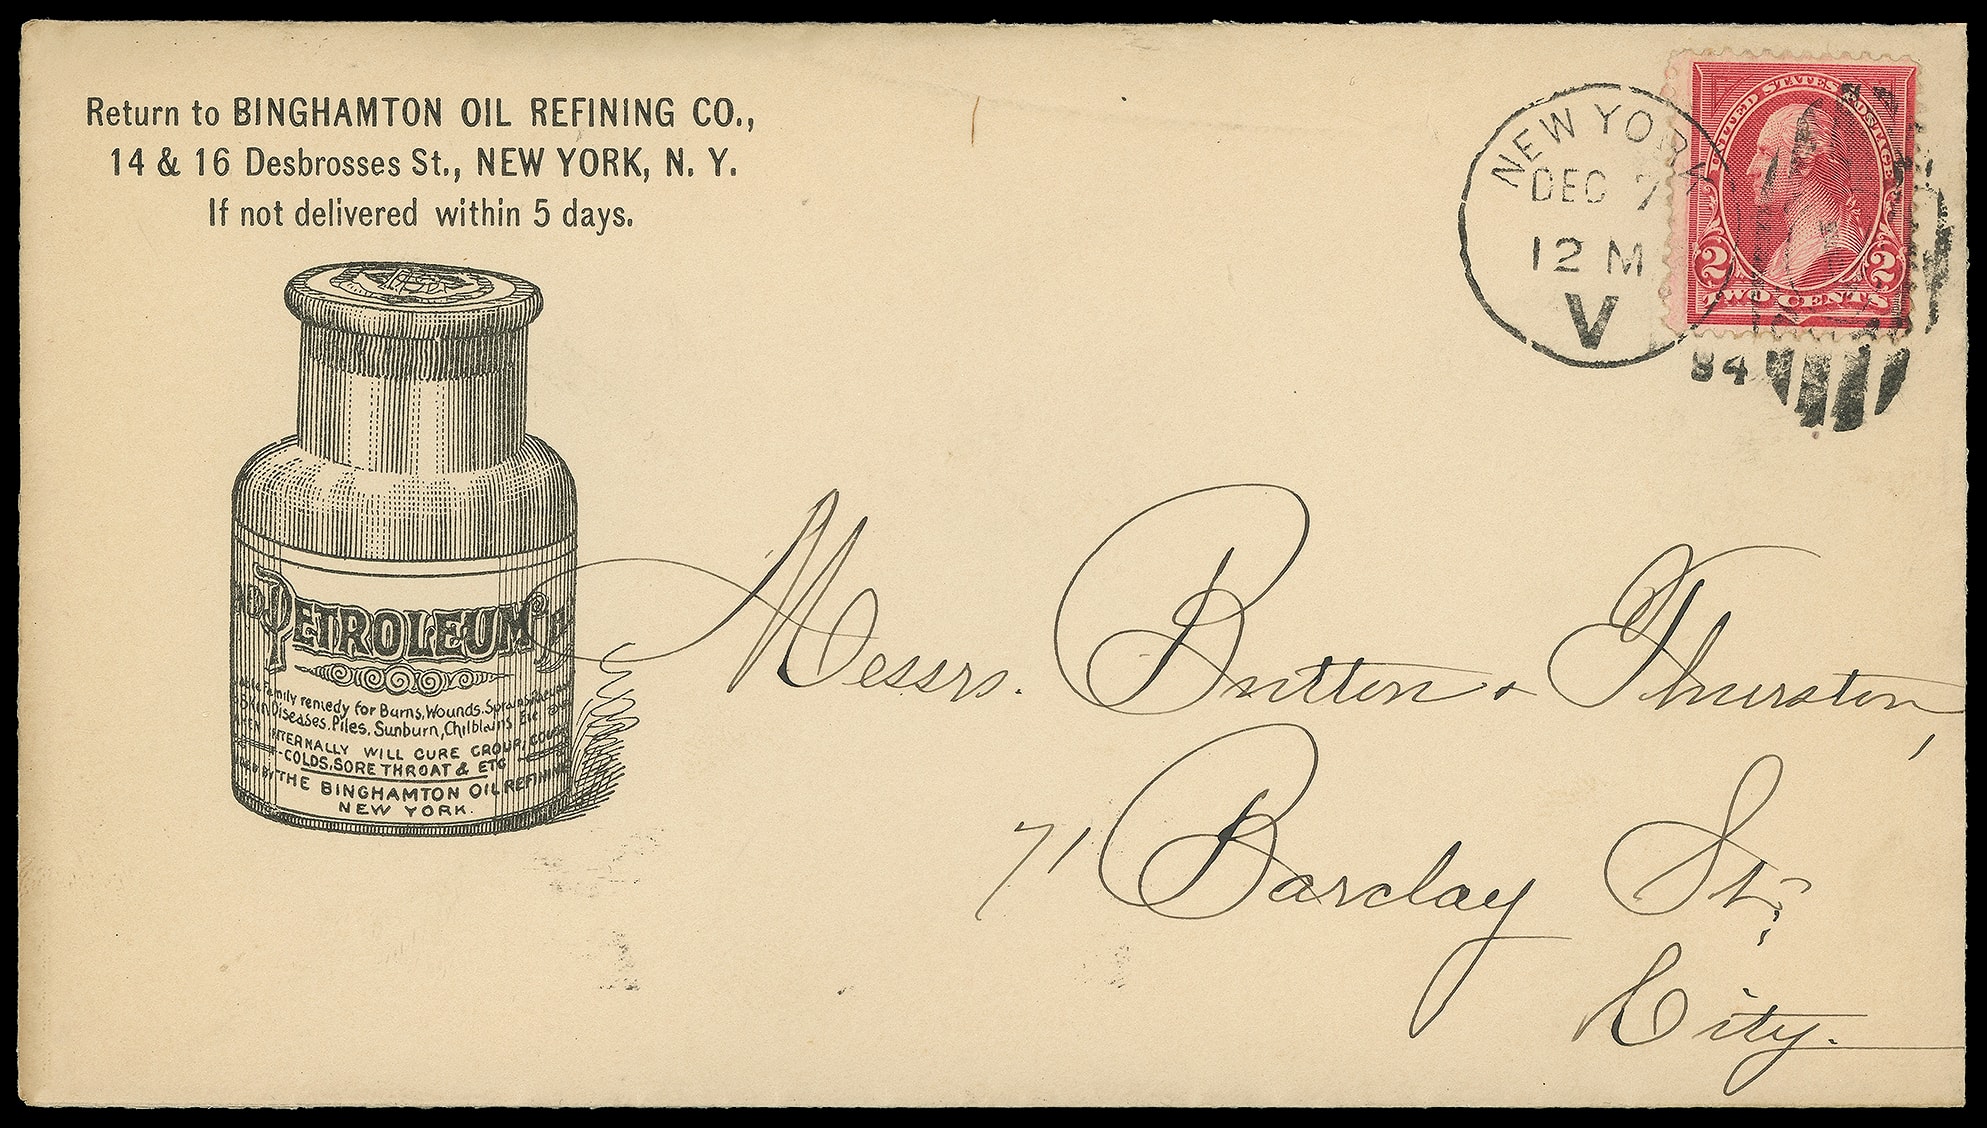 Return to BINGHAMTON OIL REFINING CO.,
14 & 16 Desbrosses St., NEW YORK, N. Y.
If not delivered within 5 days.
NEW YORK
DEC 7
12 M
V
94
UNITED STATES POSTAGE
2 2
TWO CENTS
PETROLEUM
Family remedy for Burns, Wounds, Sprains,
Skin Diseases, Piles, Sunburn, Chilblains, Etc
INTERNALLY WILL CURE CROUP,
COLDS, SORE THROAT & ETC
BY THE BINGHAMTON OIL REFINING
NEW YORK.
Messrs. Britton & Thurston,
71 Barclay St.,
City.